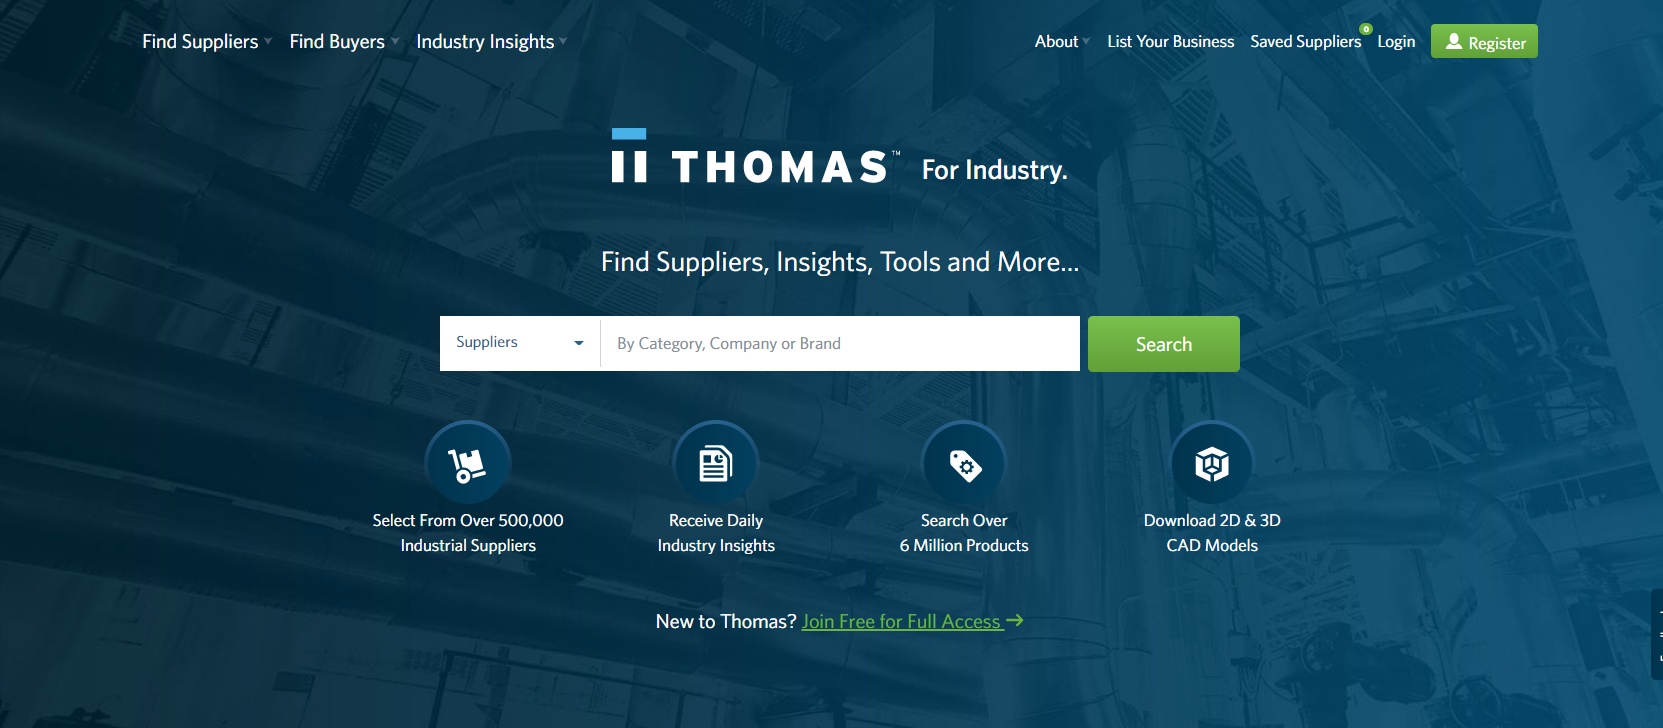 Find Suppliers Find Buyers Industry Insights
About List Your Business Saved Suppliers 0 Login Register
THOMAS™ For Industry.
Find Suppliers, Insights, Tools and More...
Suppliers By Category, Company or Brand Search
Select From Over 500,000
Industrial Suppliers
Receive Daily
Industry Insights
Search Over
6 Million Products
Download 2D & 3D
CAD Models
New to Thomas? Join Free for Full Access →